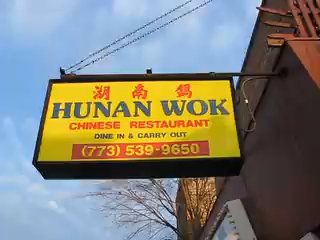 湖南鍋
HUNAN WOK
CHINESE RESTAURANT
DINE IN & CARRY OUT
(773) 539-9650